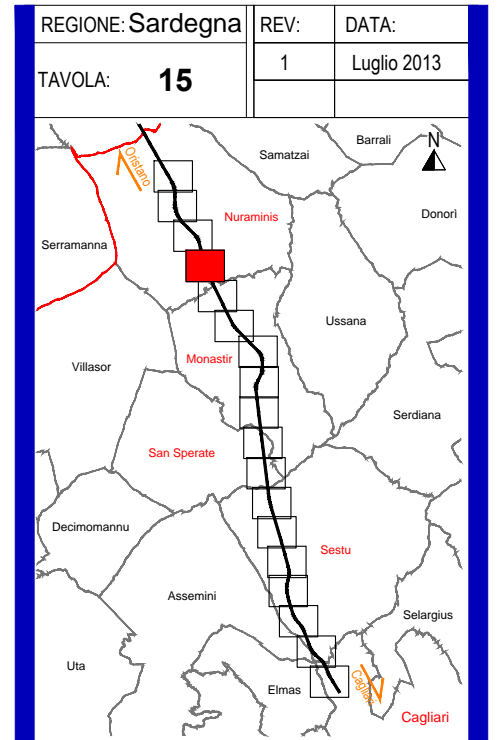 REGIONE: Sardegna
REV:
DATA:
TAVOLA: 15
1
Luglio 2013
Oristano
Samatzai
Barrali
N
Nuraminis
Donorì
Serramanna
Ussana
Monastir
Villasor
Serdiana
San Sperate
Decimomannu
Sestu
Assemini
Selargius
Uta
Elmas
Cagliari
Cagliari